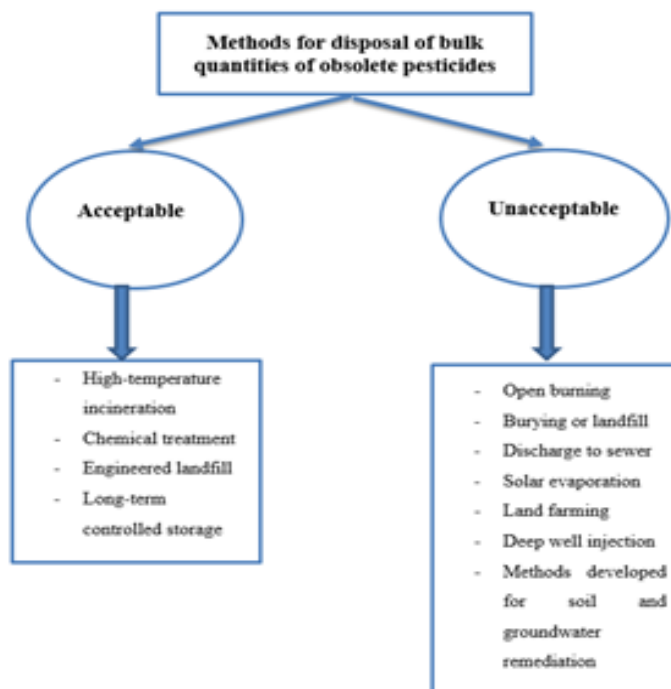 Methods for disposal of bulk
quantities of obsolete pesticides
Acceptable
Unacceptable
- High-temperature
incineration
- Chemical treatment
- Engineered landfill
- Long-term
controlled storage
- Open burning
- Burying or landfill
- Discharge to sewer
- Solar evaporation
- Land farming
- Deep well injection
- Methods developed
for soil and
groundwater
remediation